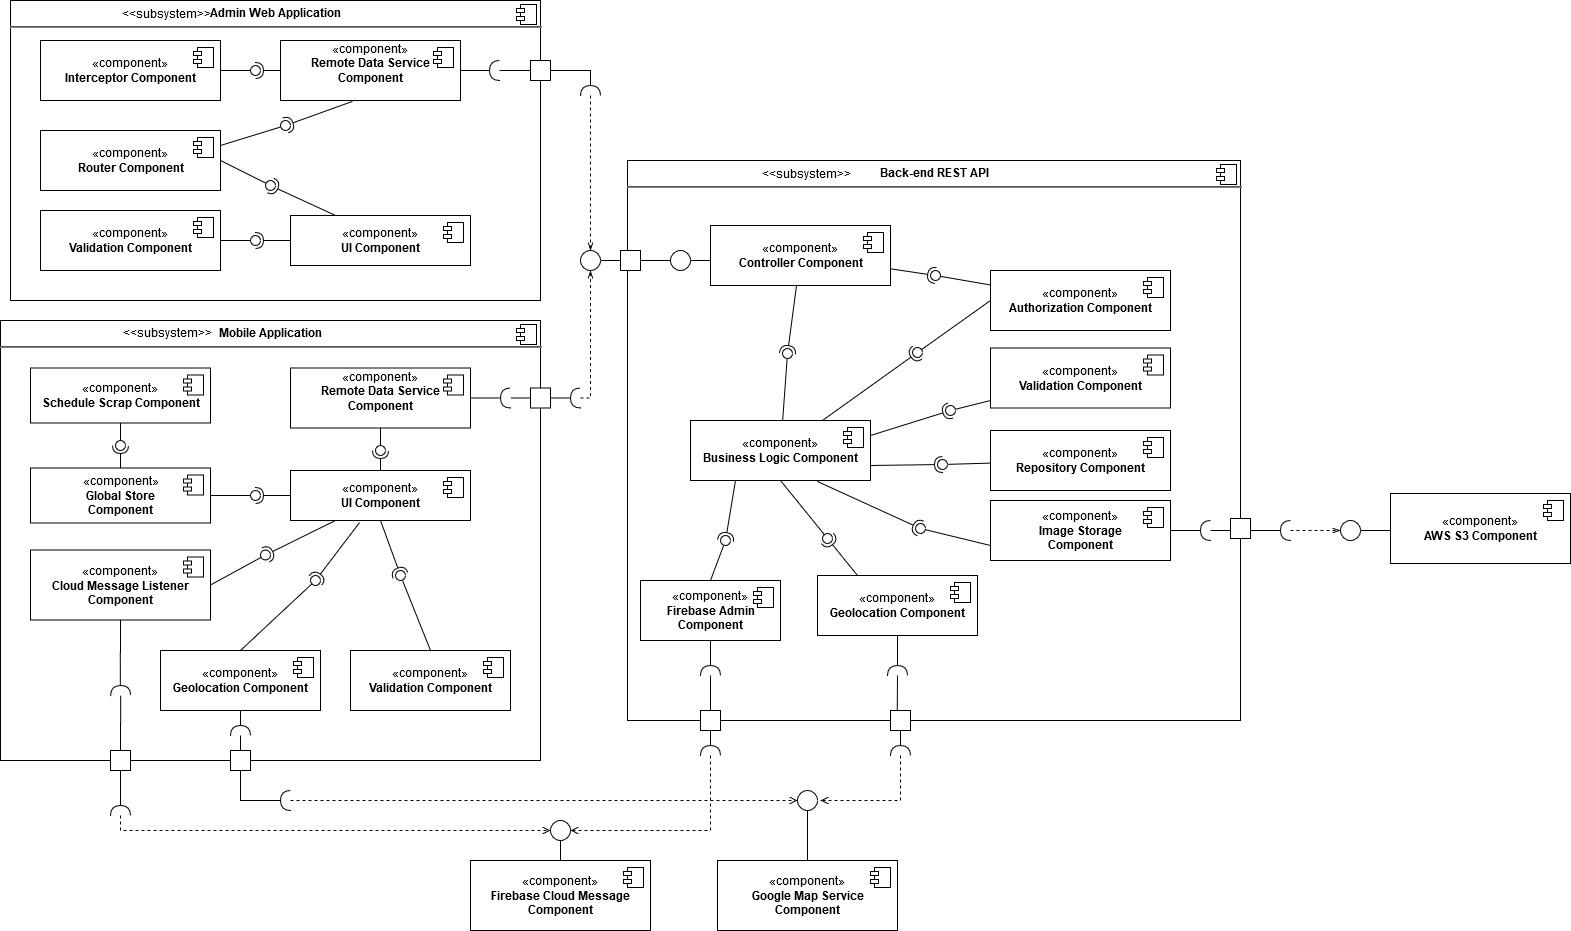 <<subsystem>>Admin Web Application
«component»
Interceptor Component
«component»
Remote Data Service
Component
«component»
Router Component
«component»
Validation Component
«component»
UI Component
<<subsystem>> Mobile Application
«component»
Schedule Scrap Component
«component»
Remote Data Service
Component
«component»
Global Store
Component
«component»
UI Component
«component»
Cloud Message Listener
Component
«component»
Geolocation Component
«component»
Validation Component
<<subsystem>> Back-end REST API
«component»
Controller Component
«component»
Authorization Component
«component»
Validation Component
«component»
Business Logic Component
«component»
Repository Component
«component»
Image Storage
Component
«component»
Firebase Admin
Component
«component»
Geolocation Component
«component»
AWS S3 Component
«component»
Firebase Cloud Message
Component
«component»
Google Map Service
Component